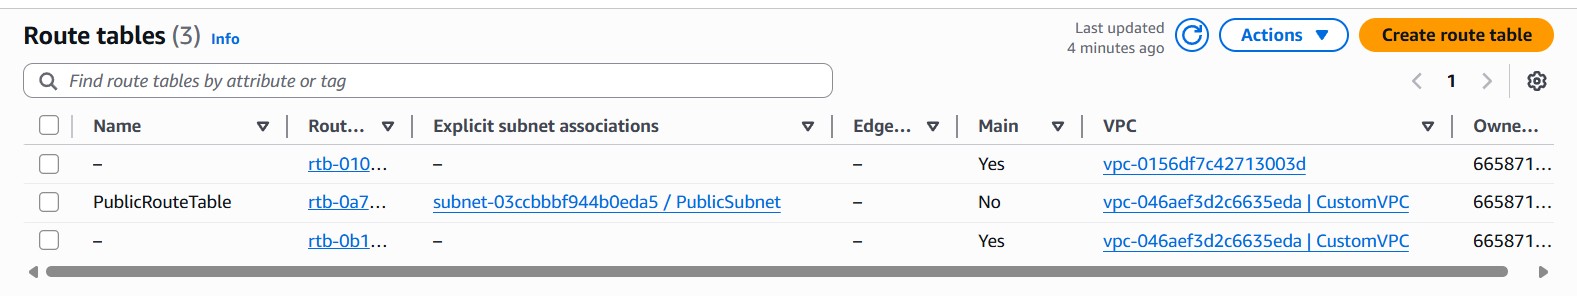 Route tables (3) Info
Last updated
4 minutes ago
Actions
Create route table
Find route tables by attribute or tag
1
Name Rout... Explicit subnet associations Edge... Main VPC Owne...
– rtb-010... – – Yes vpc-0156df7c42713003d 665871...
PublicRouteTable rtb-0a7... subnet-03ccbbbf944b0eda5 / PublicSubnet – No vpc-046aef3d2c6635eda | CustomVPC 665871...
– rtb-0b1... – – Yes vpc-046aef3d2c6635eda | CustomVPC 665871...